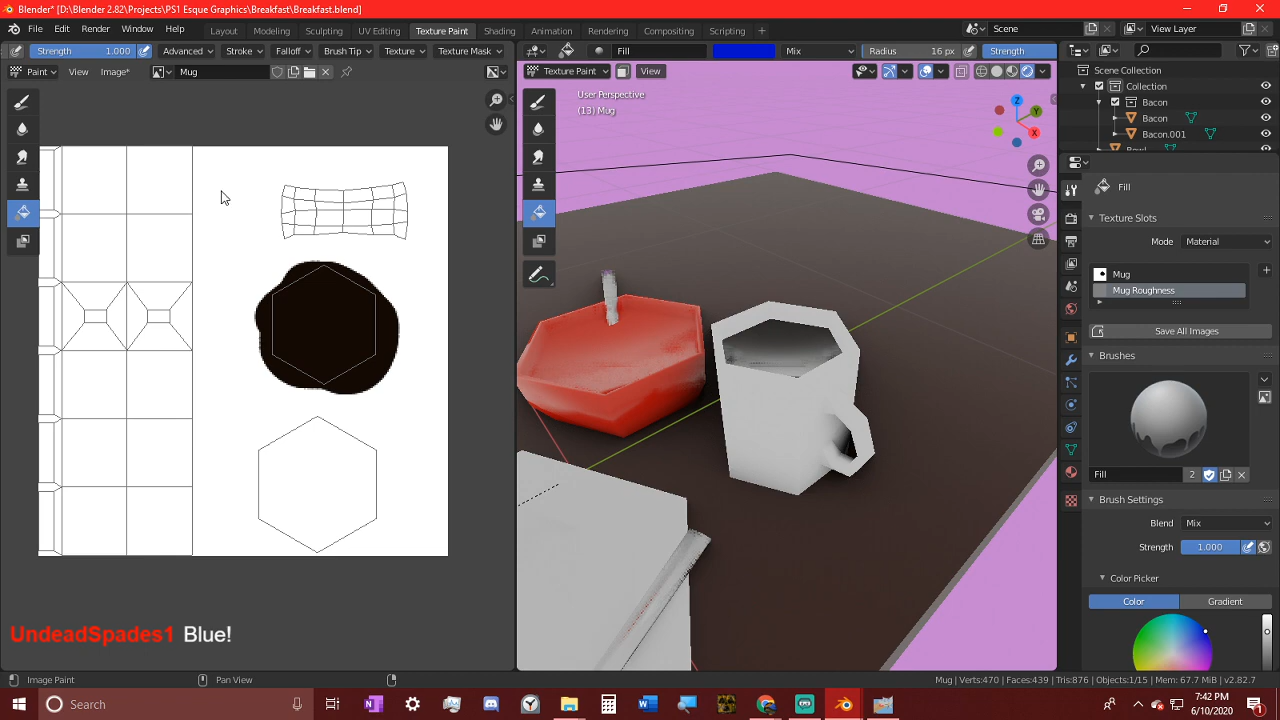 Blender* [D:\Blender 2.82\Projects\PS1 Esque Graphics\Breakfast\Breakfast.blend]
File Edit Render Window Help Layout Modeling Sculpting UV Editing Texture Paint Shading Animation Rendering Compositing Scripting + Scene View Layer
Strength 1.000 Advanced Stroke Falloff Brush Tip Texture Texture Mask Fill Mix Radius 16 px Strength
Paint View Image* Mug Texture Paint View
Scene Collection
Collection
Bacon
Bacon
Bacon.001
User Perspective
(13) Mug
Z
Y
X
Fill
Texture Slots
Mode Material
Mug
Mug Roughness
Save All Images
Brushes
Fill 2
Brush Settings
Blend Mix
Strength 1.000
Color Picker
Color Gradient
UndeadSpades1 Blue!
Image Paint Pan View Mug | Verts:470 | Faces:439 | Tris:876 | Objects:1/15 | Mem: 67.7 MiB | v2.82.7
Search
7:42 PM
6/10/2020